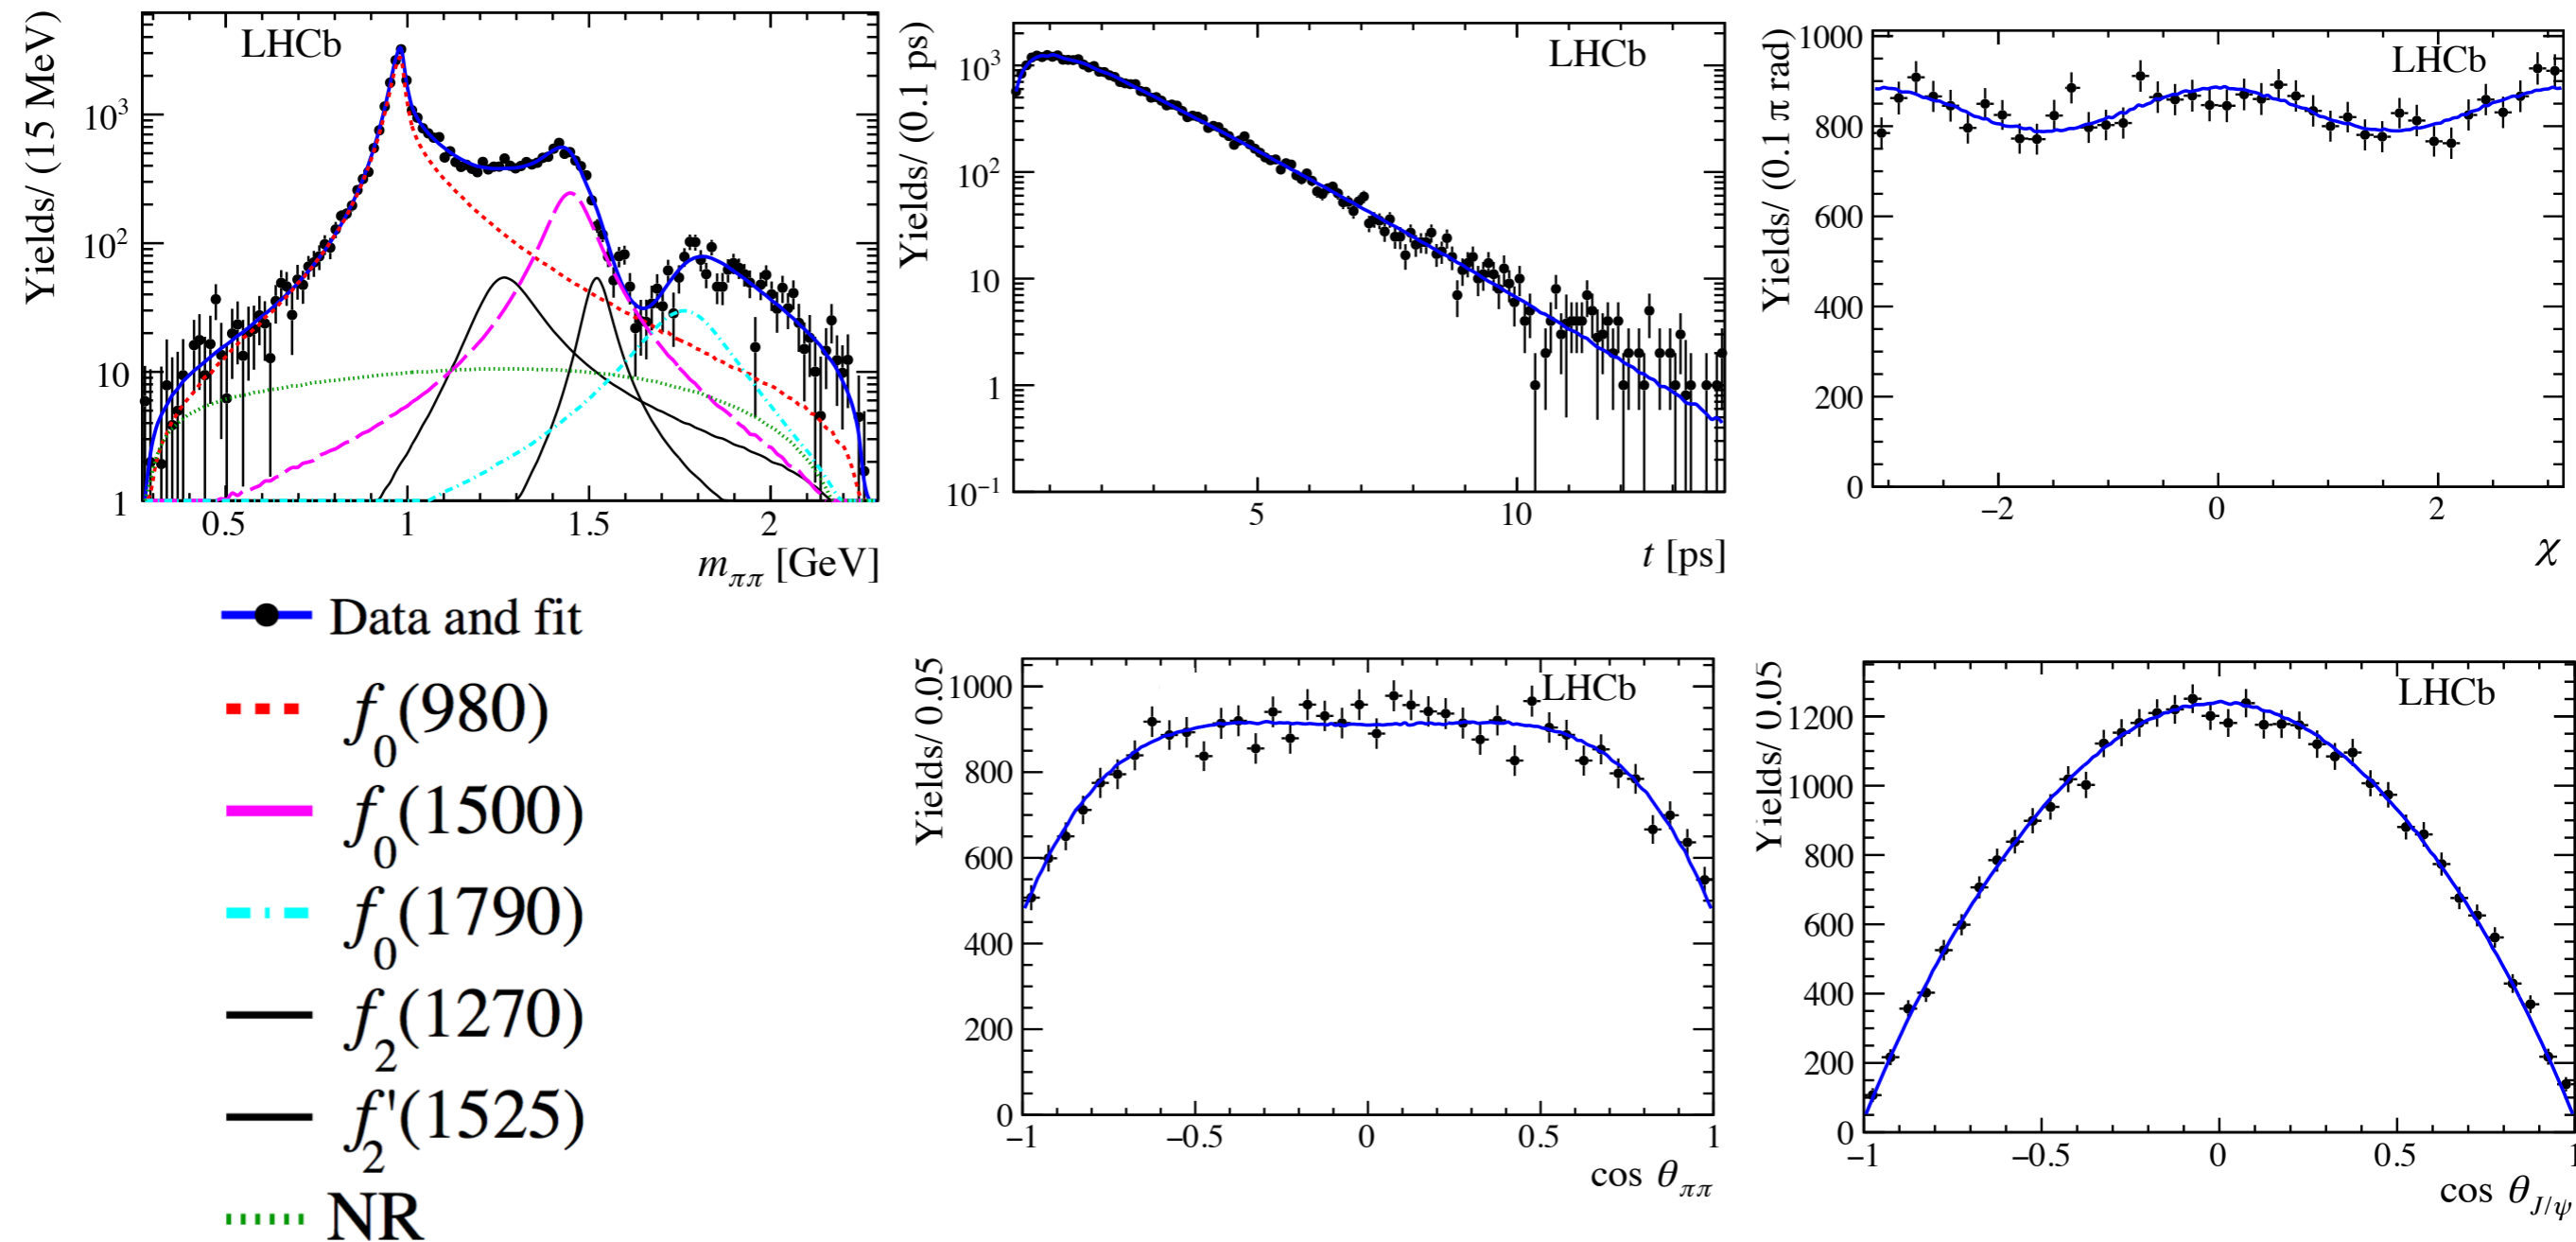 LHCb
Yields/ (15 MeV)
10³
10²
10
1
0.5 1 1.5 2
m_ππ [GeV]
LHCb
Yields/ (0.1 ps)
10³
10²
10
1
10⁻¹
5 10
t [ps]
LHCb
Yields/ (0.1 π rad)
1000
800
600
400
200
0
−2 0 2
χ
Data and fit
f₀(980)
f₀(1500)
f₀(1790)
f₂(1270)
f₂'(1525)
NR
LHCb
Yields/ 0.05
1000
800
600
400
200
0
−1 −0.5 0 0.5 1
cos θ_ππ
LHCb
Yields/ 0.05
1200
1000
800
600
400
200
0
−1 −0.5 0 0.5 1
cos θ_J/ψ